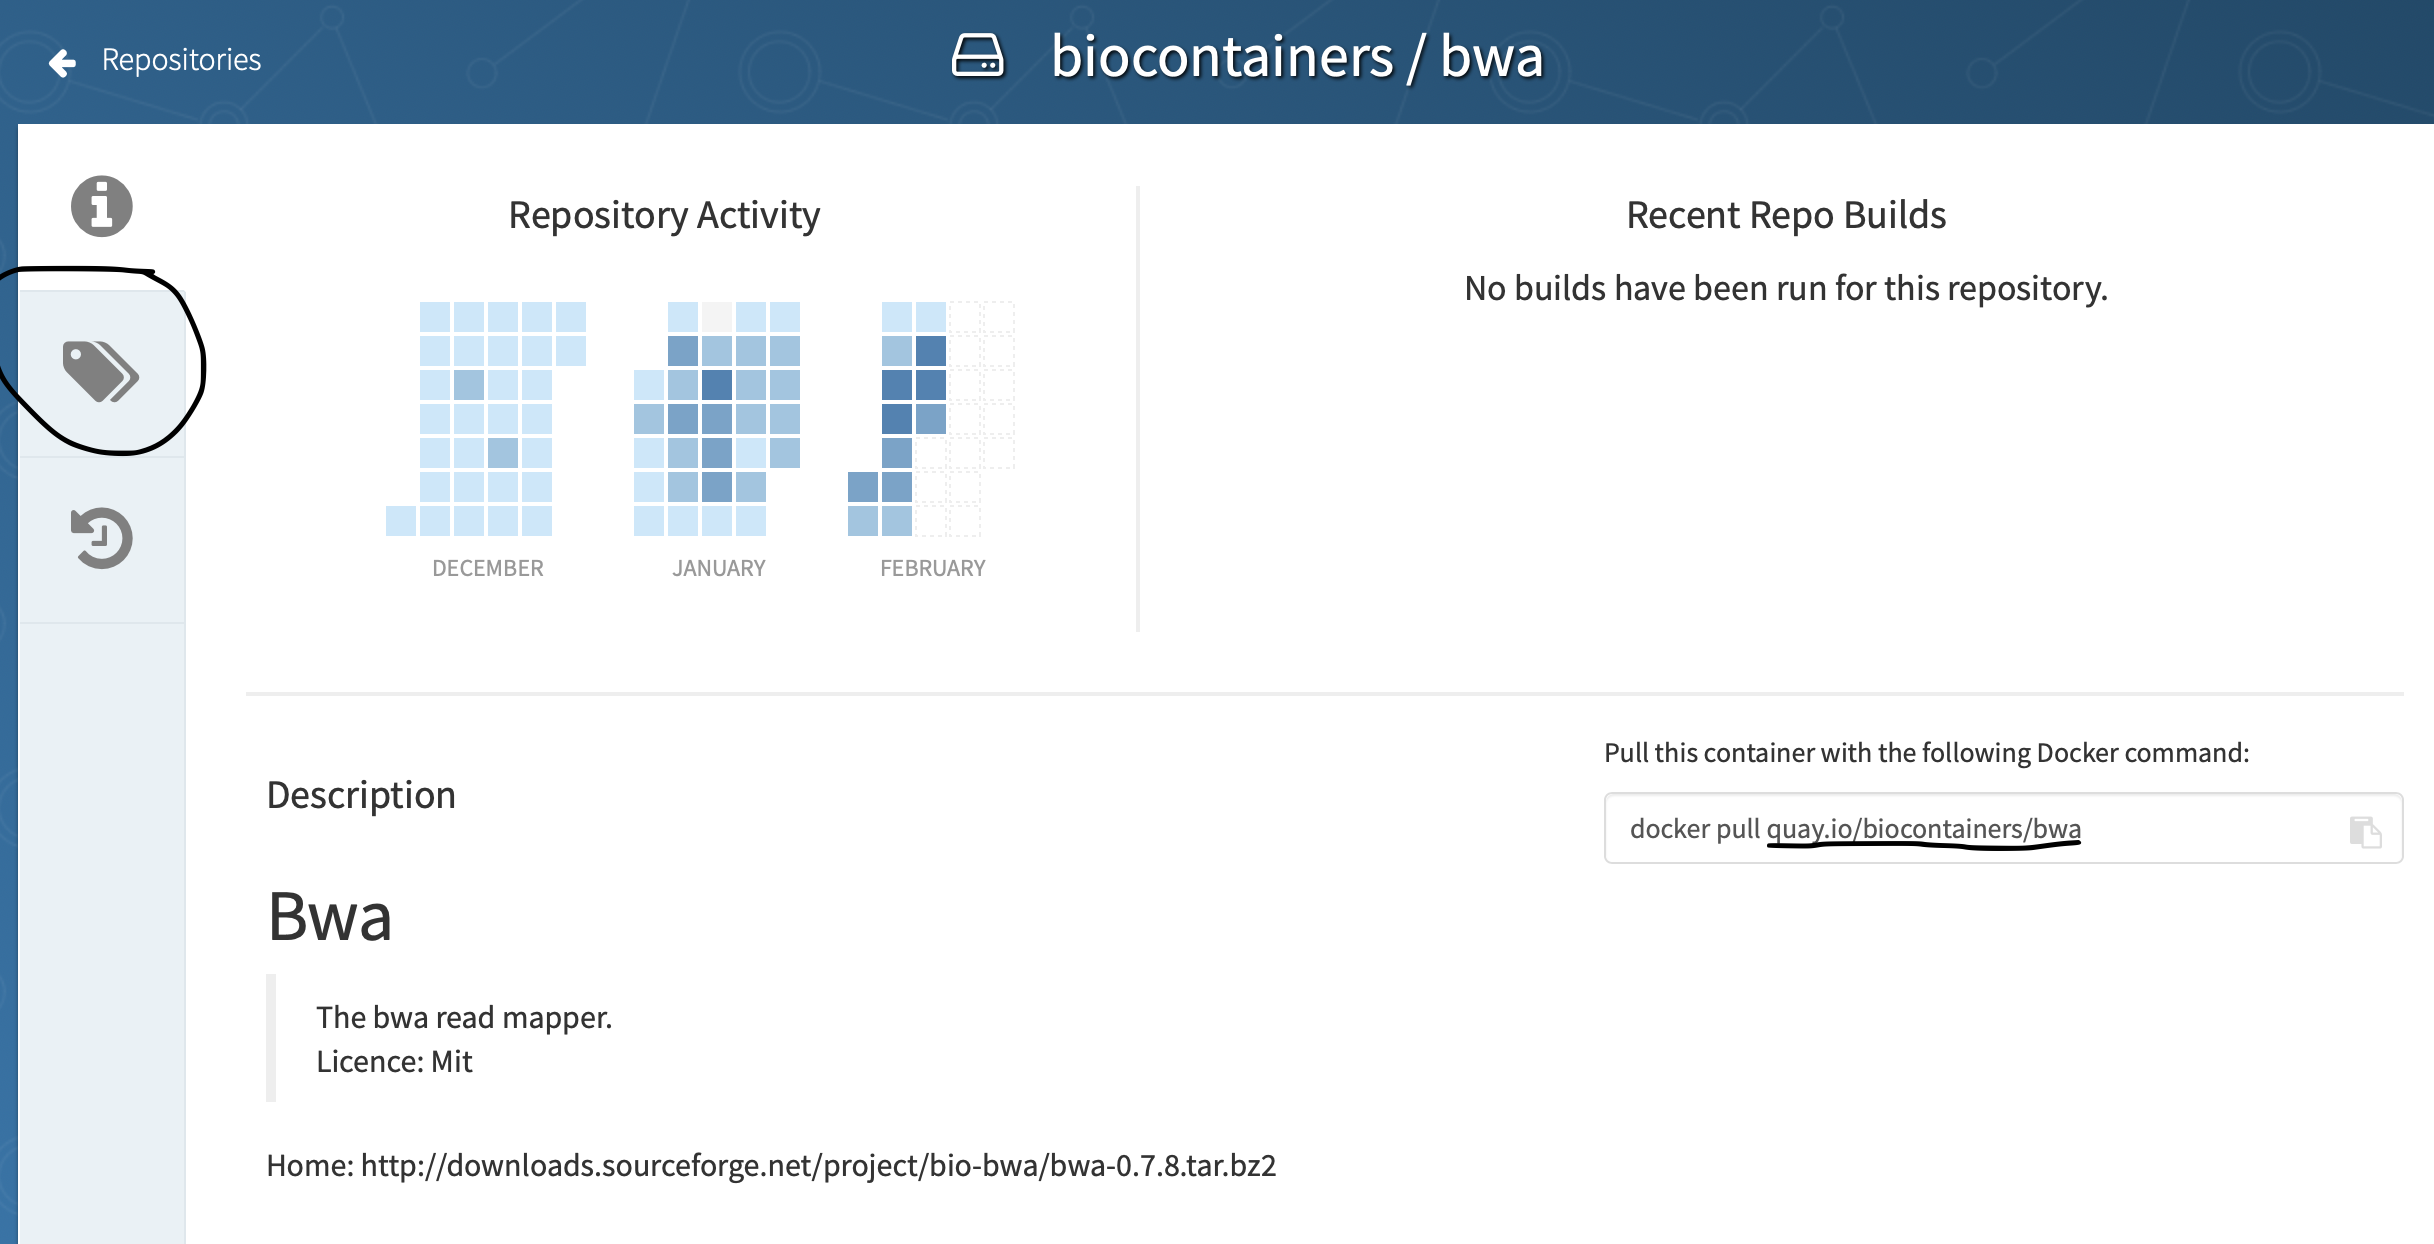 Repositories
biocontainers / bwa
Repository Activity
DECEMBER
JANUARY
FEBRUARY
Recent Repo Builds
No builds have been run for this repository.
Description
Pull this container with the following Docker command:
docker pull quay.io/biocontainers/bwa
Bwa
The bwa read mapper.
Licence: Mit
Home: http://downloads.sourceforge.net/project/bio-bwa/bwa-0.7.8.tar.bz2